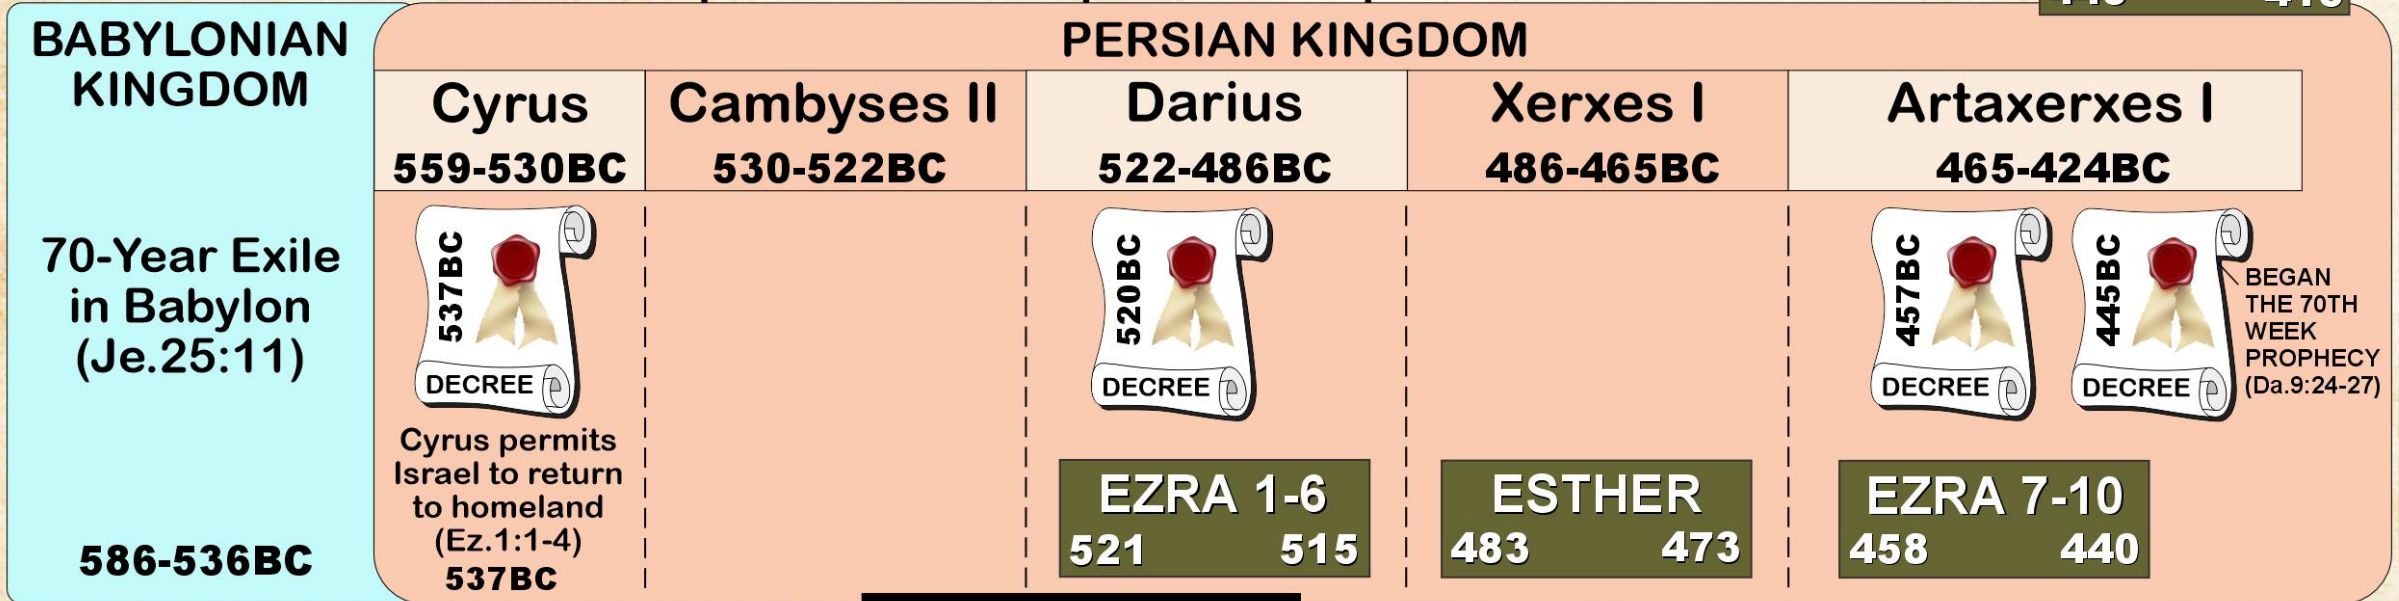 BABYLONIAN
KINGDOM
70-Year Exile
in Babylon
(Je.25:11)
586-536BC
PERSIAN KINGDOM
Cyrus
559-530BC
Cambyses II
530-522BC
Darius
522-486BC
Xerxes I
486-465BC
Artaxerxes I
465-424BC
537BC
DECREE
Cyrus permits
Israel to return
to homeland
(Ez.1:1-4)
537BC
520BC
DECREE
EZRA 1-6
521 515
ESTHER
483 473
457BC
DECREE
445BC
DECREE
BEGAN
THE 70TH
WEEK
PROPHECY
(Da.9:24-27)
EZRA 7-10
458 440